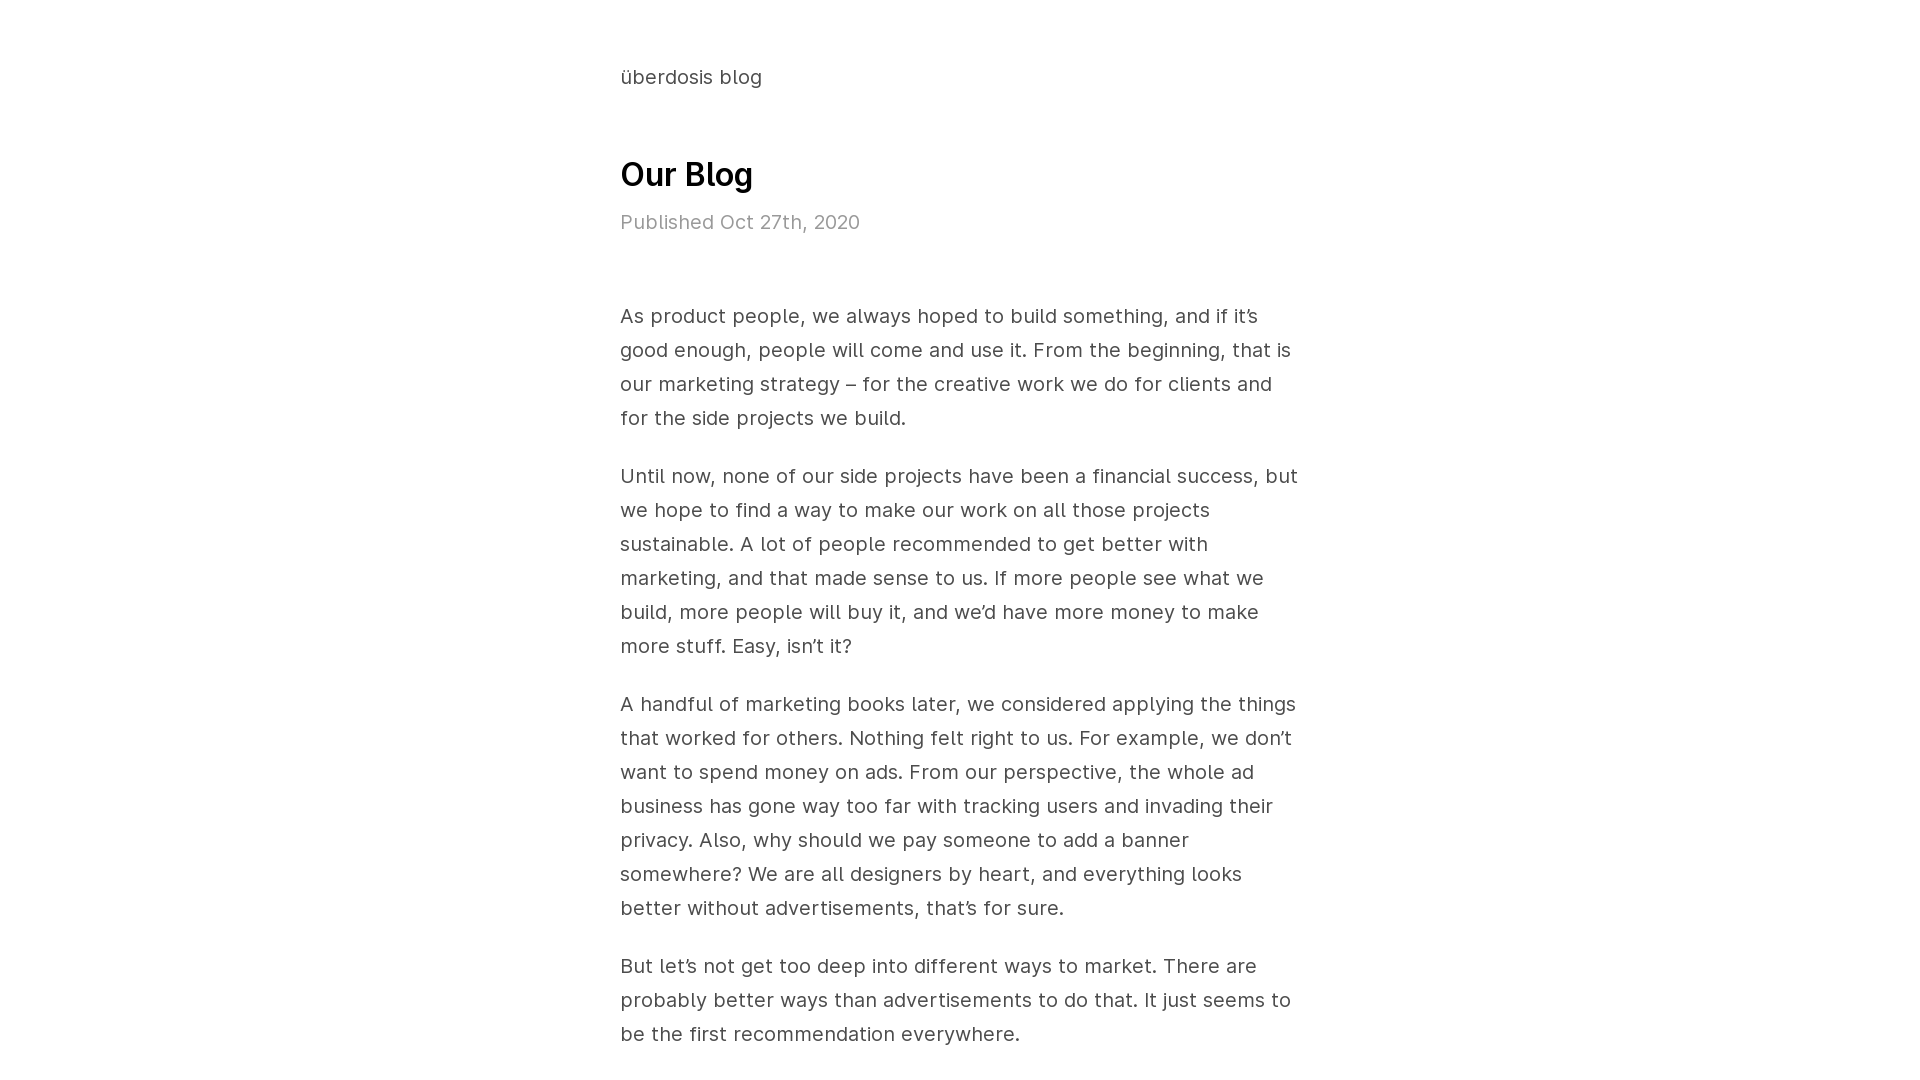 überdosis blog
Our Blog
Published Oct 27th, 2020
As product people, we always hoped to build something, and if it’s
good enough, people will come and use it. From the beginning, that is
our marketing strategy – for the creative work we do for clients and
for the side projects we build.
Until now, none of our side projects have been a financial success, but
we hope to find a way to make our work on all those projects
sustainable. A lot of people recommended to get better with
marketing, and that made sense to us. If more people see what we
build, more people will buy it, and we’d have more money to make
more stuff. Easy, isn’t it?
A handful of marketing books later, we considered applying the things
that worked for others. Nothing felt right to us. For example, we don’t
want to spend money on ads. From our perspective, the whole ad
business has gone way too far with tracking users and invading their
privacy. Also, why should we pay someone to add a banner
somewhere? We are all designers by heart, and everything looks
better without advertisements, that’s for sure.
But let’s not get too deep into different ways to market. There are
probably better ways than advertisements to do that. It just seems to
be the first recommendation everywhere.